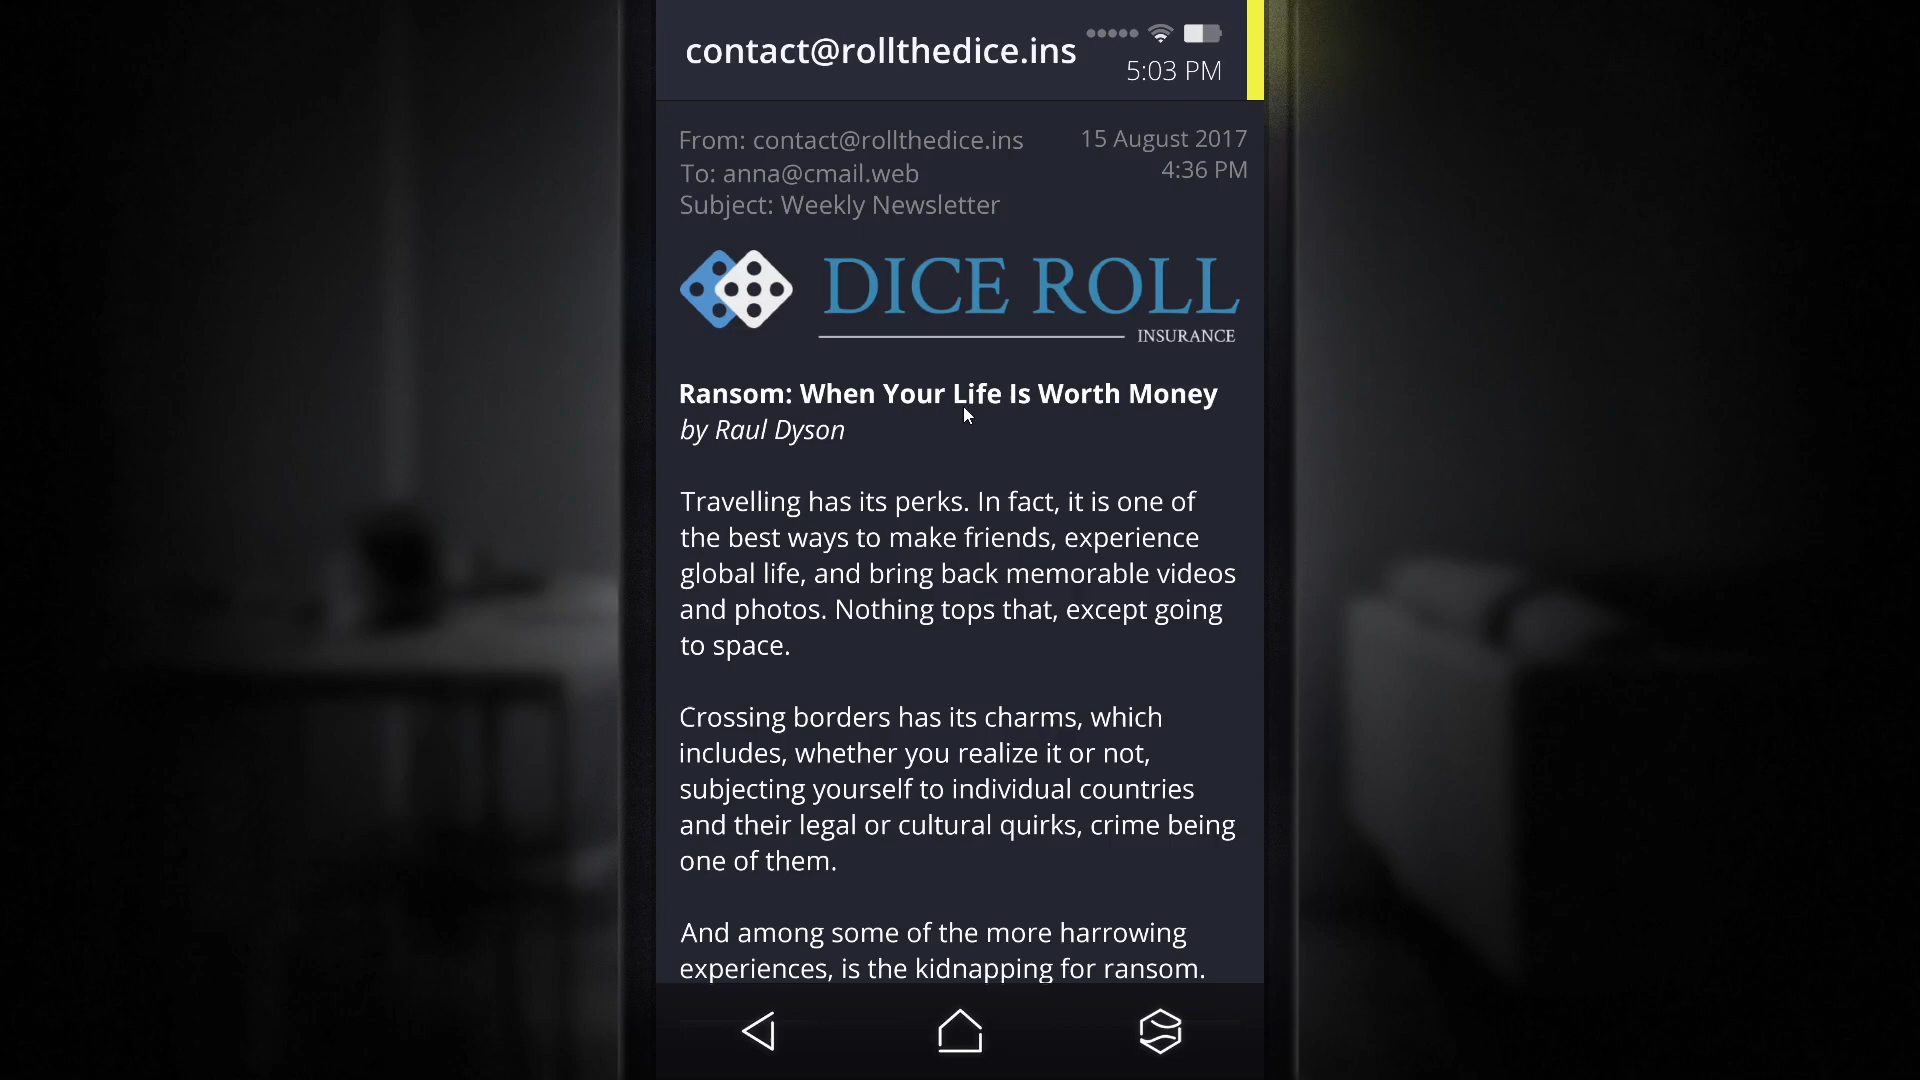 contact@rollthedice.ins
5:03 PM
From: contact@rollthedice.ins
15 August 2017
To: anna@cmail.web
4:36 PM
Subject: Weekly Newsletter
DICE ROLL
INSURANCE
Ransom: When Your Life Is Worth Money
by Raul Dyson
Travelling has its perks. In fact, it is one of
the best ways to make friends, experience
global life, and bring back memorable videos
and photos. Nothing tops that, except going
to space.
Crossing borders has its charms, which
includes, whether you realize it or not,
subjecting yourself to individual countries
and their legal or cultural quirks, crime being
one of them.
And among some of the more harrowing
experiences, is the kidnapping for ransom.